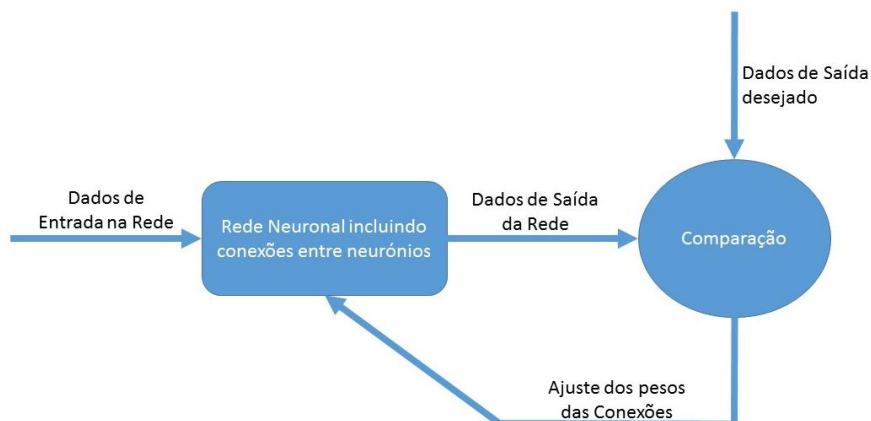 Dados de Saída
desejado
Dados de
Entrada na Rede
Rede Neuronal incluindo
conexões entre neurónios
Dados de Saída
da Rede
Comparação
Ajuste dos pesos
das Conexões